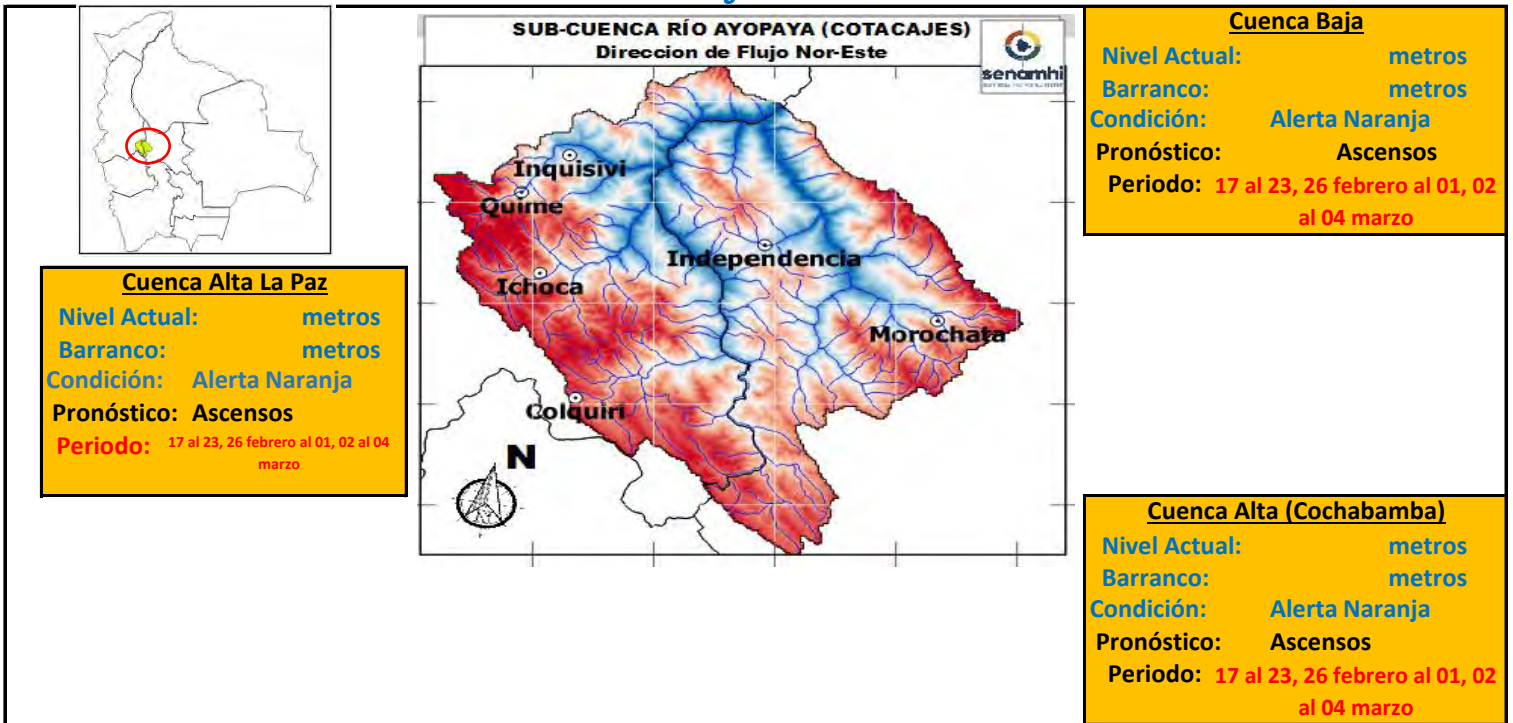 SUB-CUENCA RÍO AYOPAYA (COTACAJES)
Direccion de Flujo Nor-Este
senamhi
Inquisivi
Quime
Independencia
Ichoca
Morochata
Colquiri
N
Cuenca Baja
Nivel Actual: metros
Barranco: metros
Condición: Alerta Naranja
Pronóstico: Ascensos
Periodo: 17 al 23, 26 febrero al 01, 02
al 04 marzo
Cuenca Alta La Paz
Nivel Actual: metros
Barranco: metros
Condición: Alerta Naranja
Pronóstico: Ascensos
Periodo: 17 al 23, 26 febrero al 01, 02 al 04
marzo
Cuenca Alta (Cochabamba)
Nivel Actual: metros
Barranco: metros
Condición: Alerta Naranja
Pronóstico: Ascensos
Periodo: 17 al 23, 26 febrero al 01, 02
al 04 marzo